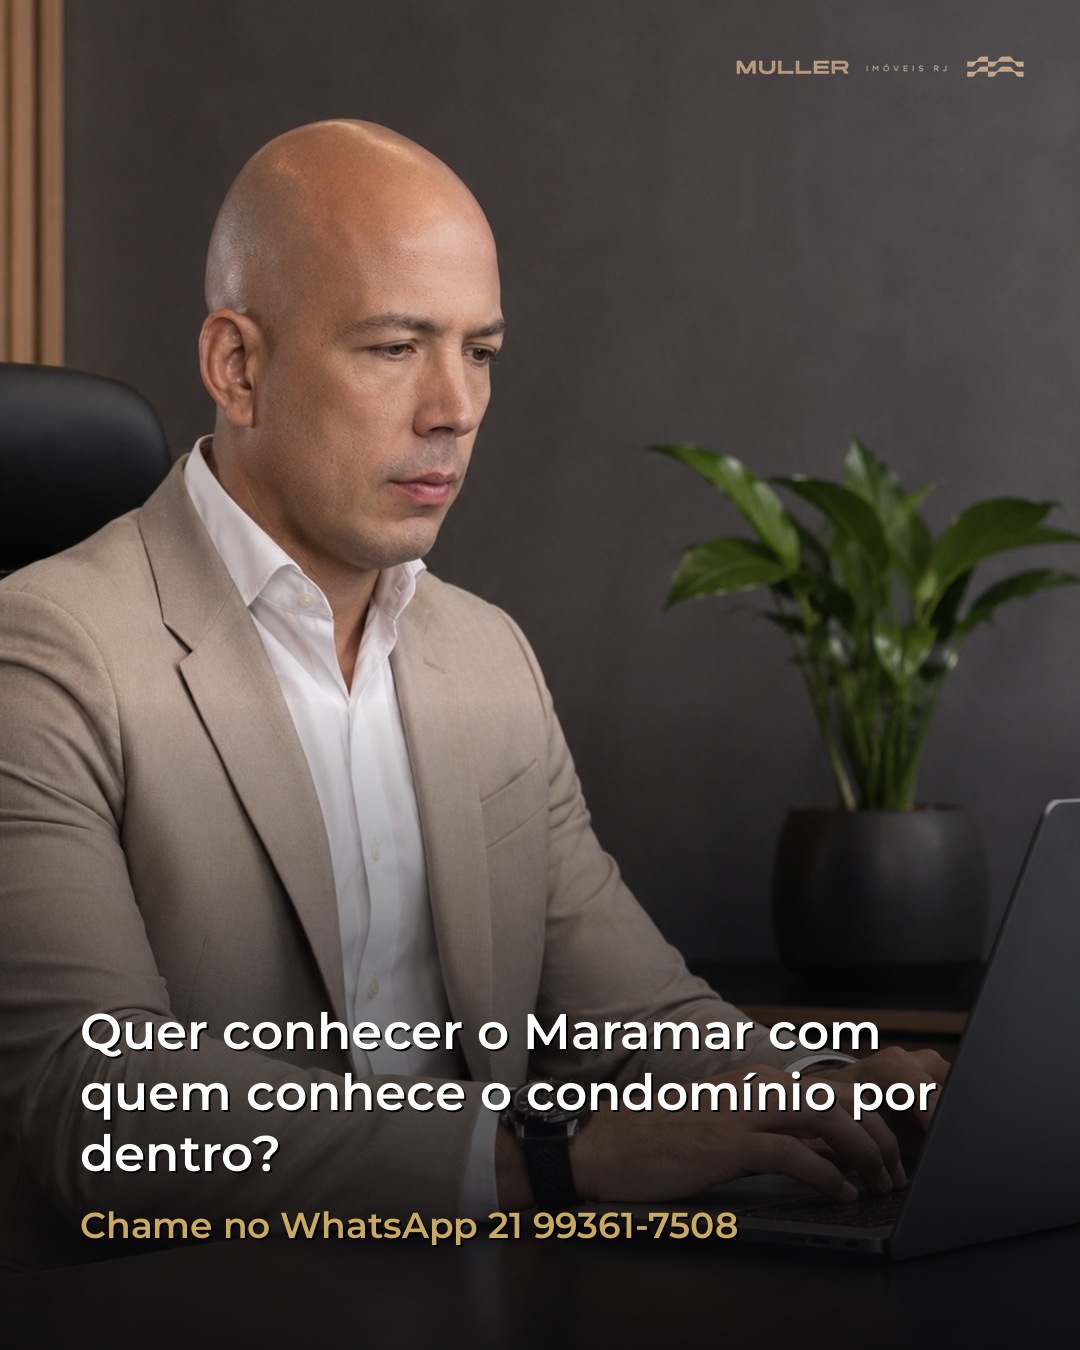 MULLER IMÓVEIS RJ
Quer conhecer o Maramar com
quem conhece o condomínio por
dentro?
Chame no WhatsApp 21 99361-7508